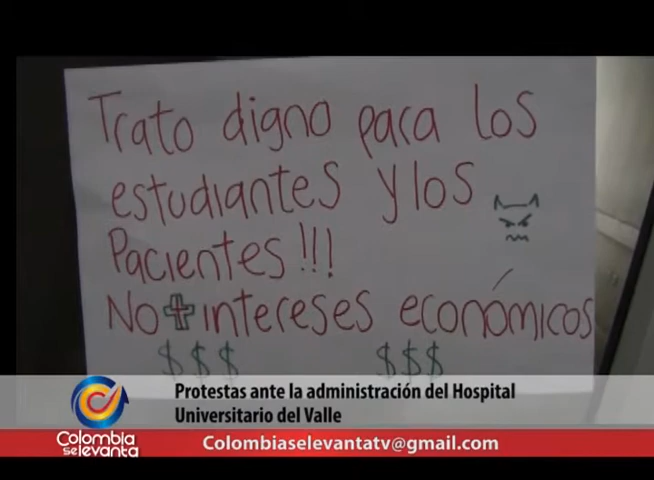 Trato digno para los
estudiantes y los
Pacientes!!!
No + intereses económicos
$$$ $$$
Protestas ante la administración del Hospital
Universitario del Valle
Colombia
se levanta
Colombiaselevantatv@gmail.com